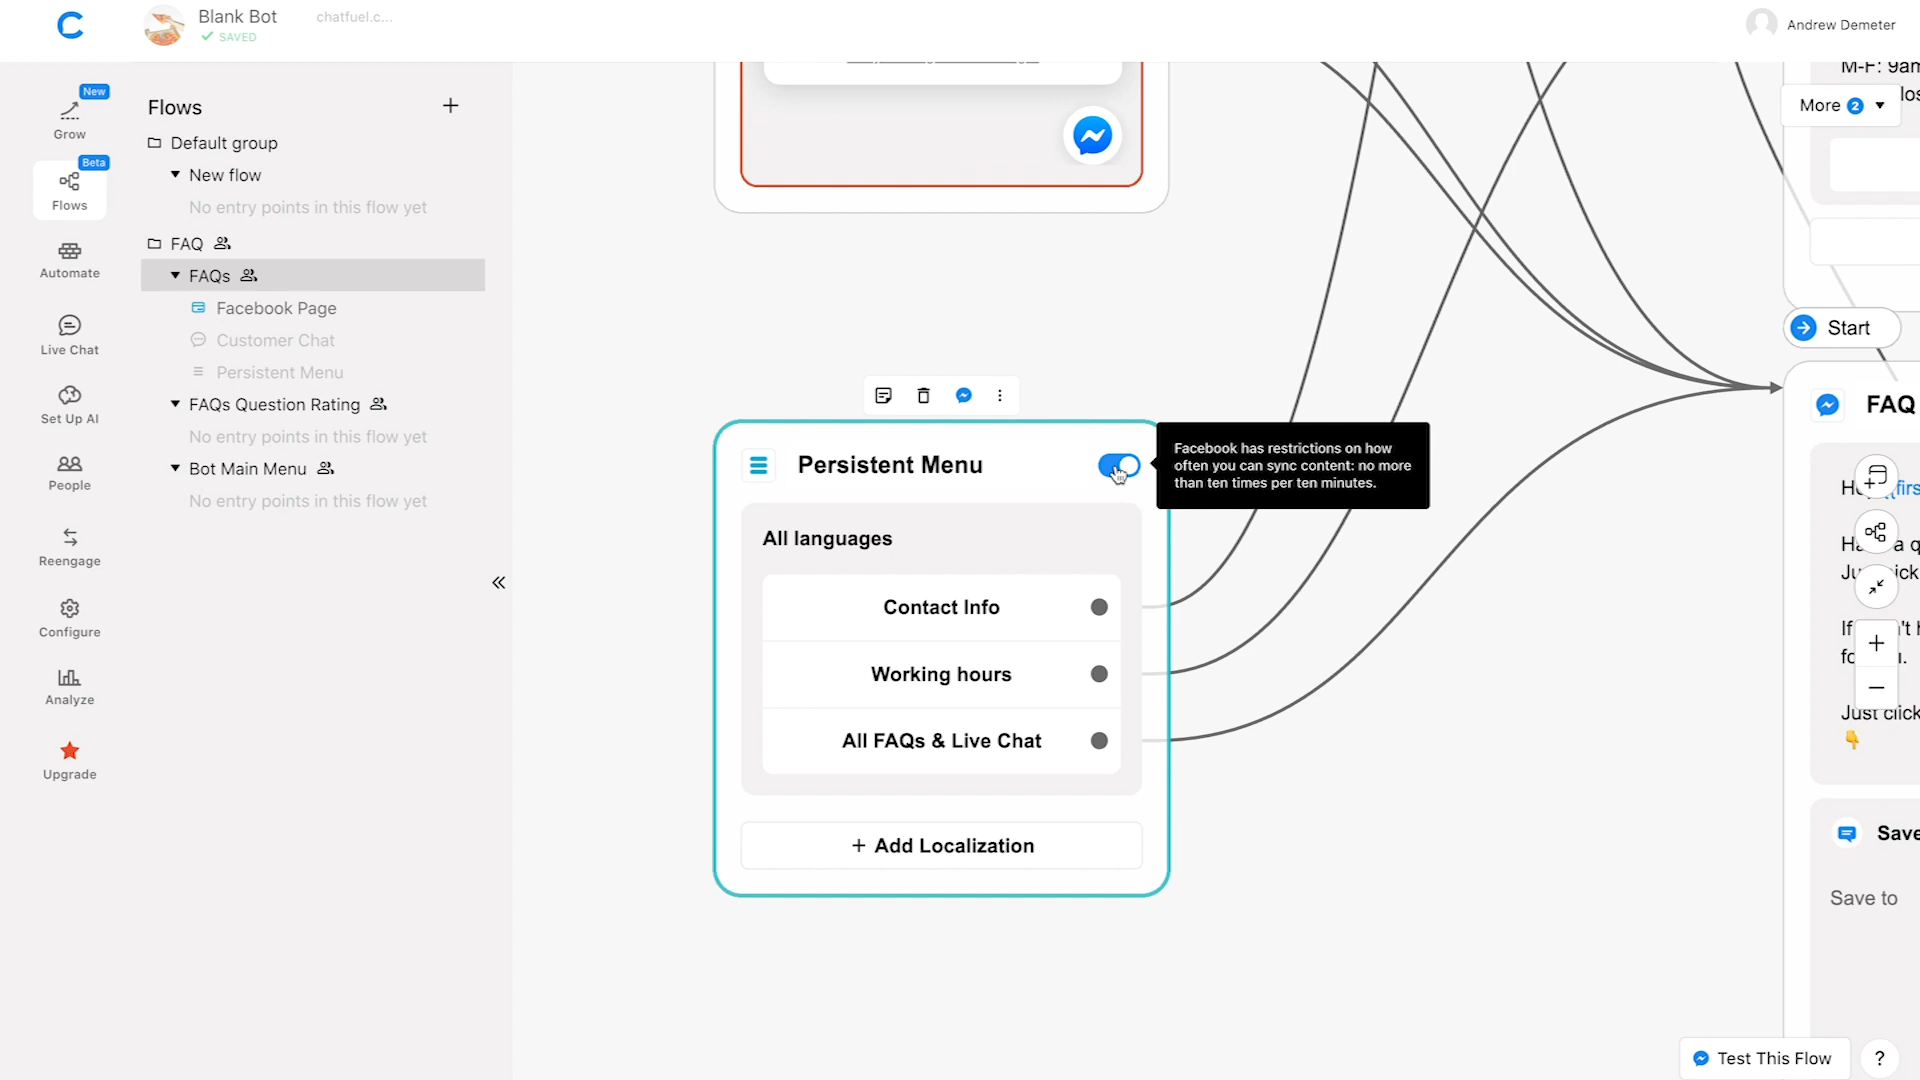 Blank Bot
SAVED
chatfuel.c...
Andrew Demeter
New
Grow
Beta
Flows
Automate
Live Chat
Set Up AI
People
Reengage
Configure
Analyze
Upgrade
Flows
Default group
New flow
No entry points in this flow yet
FAQ
FAQs
Facebook Page
Customer Chat
Persistent Menu
FAQs Question Rating
No entry points in this flow yet
Bot Main Menu
No entry points in this flow yet
Persistent Menu
Facebook has restrictions on how
often you can sync content: no more
than ten times per ten minutes.
All languages
Contact Info
Working hours
All FAQs & Live Chat
+ Add Localization
M-F: 9am
More 2
Start
FAQ
Just click
Save
Save to
Test This Flow
?